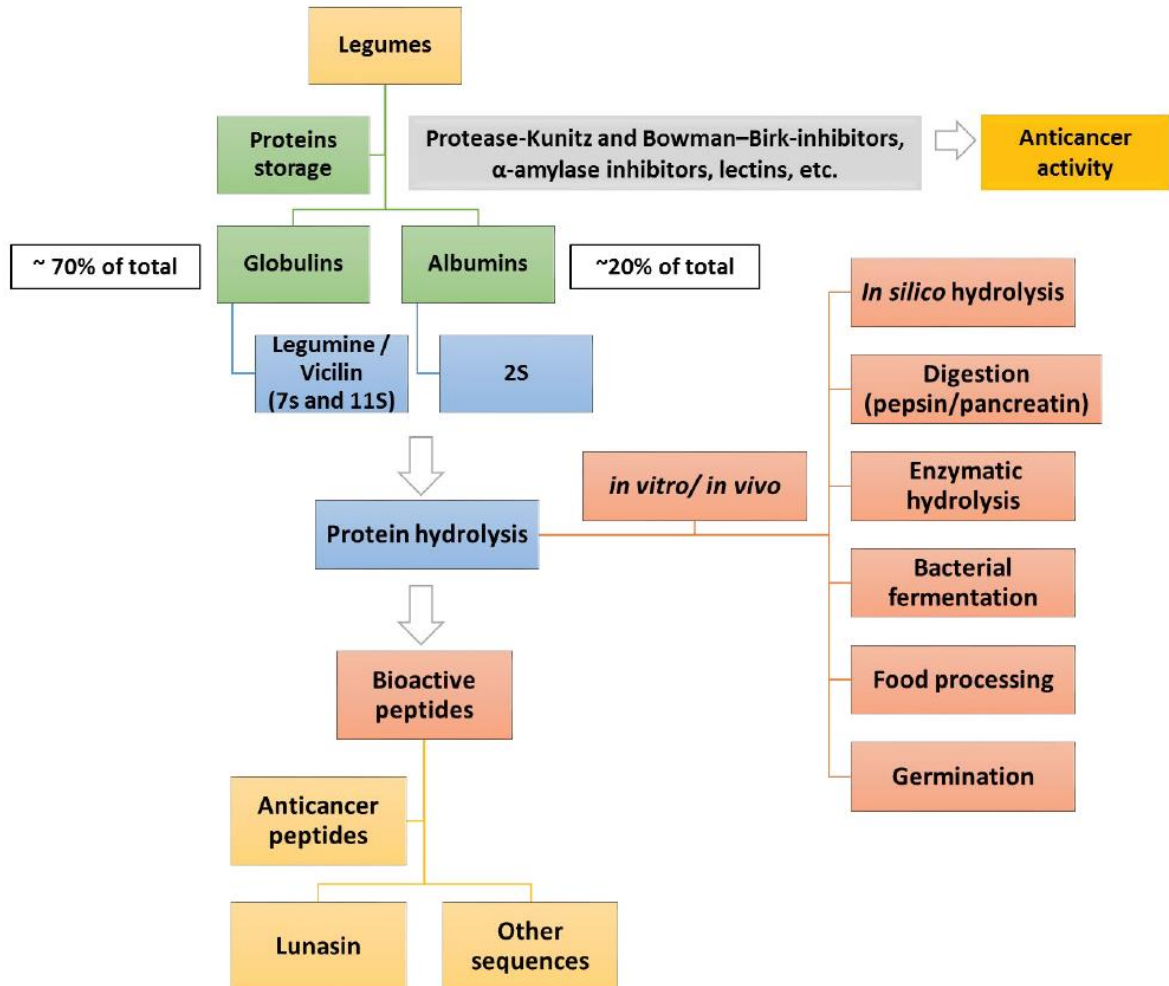 Legumes
Proteins
storage
Protease-Kunitz and Bowman–Birk-inhibitors,
α-amylase inhibitors, lectins, etc.
Anticancer
activity
~ 70% of total
Globulins
Albumins
~20% of total
Legumine /
Vicilin
(7s and 11S)
2S
In silico hydrolysis
Digestion
(pepsin/pancreatin)
in vitro/ in vivo
Enzymatic
hydrolysis
Protein hydrolysis
Bacterial
fermentation
Food processing
Germination
Bioactive
peptides
Anticancer
peptides
Lunasin
Other
sequences